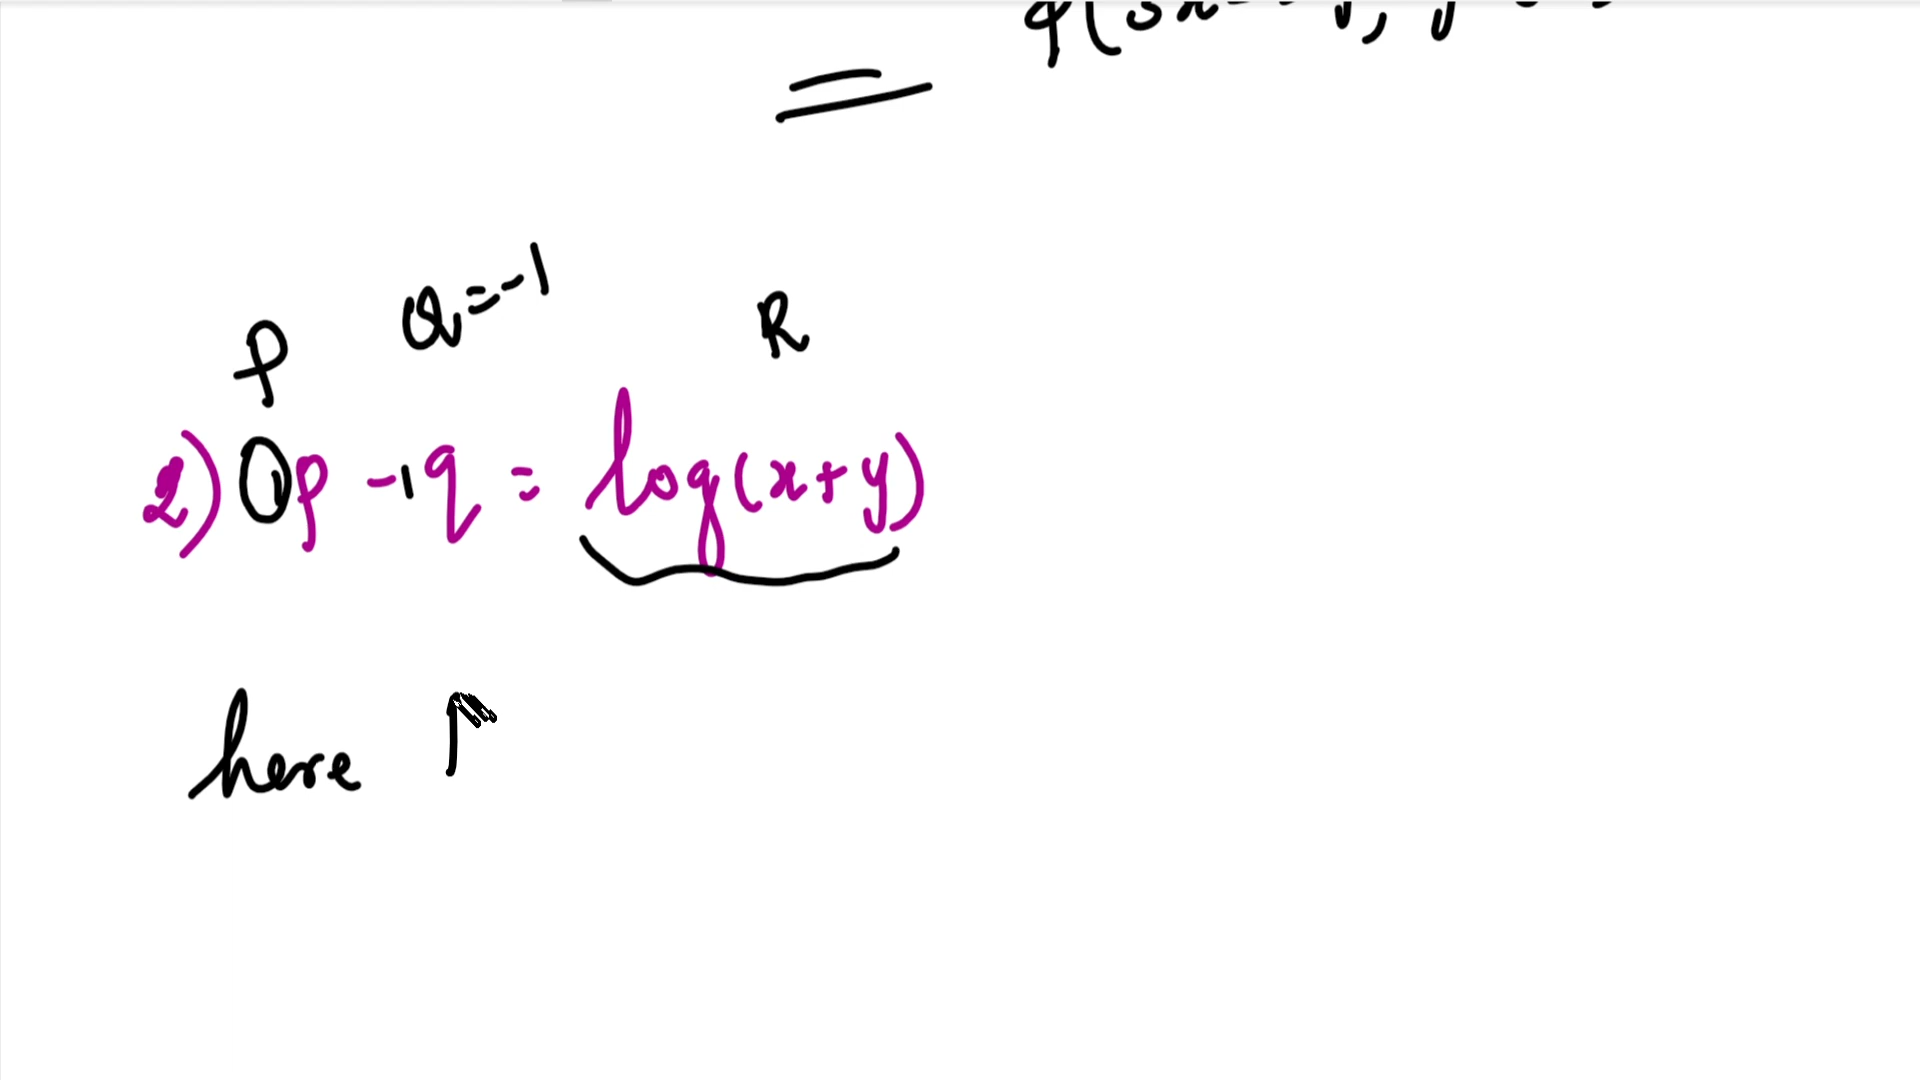 =
P Q = -1 R
2) 1p - 1q = log(x+y)
here